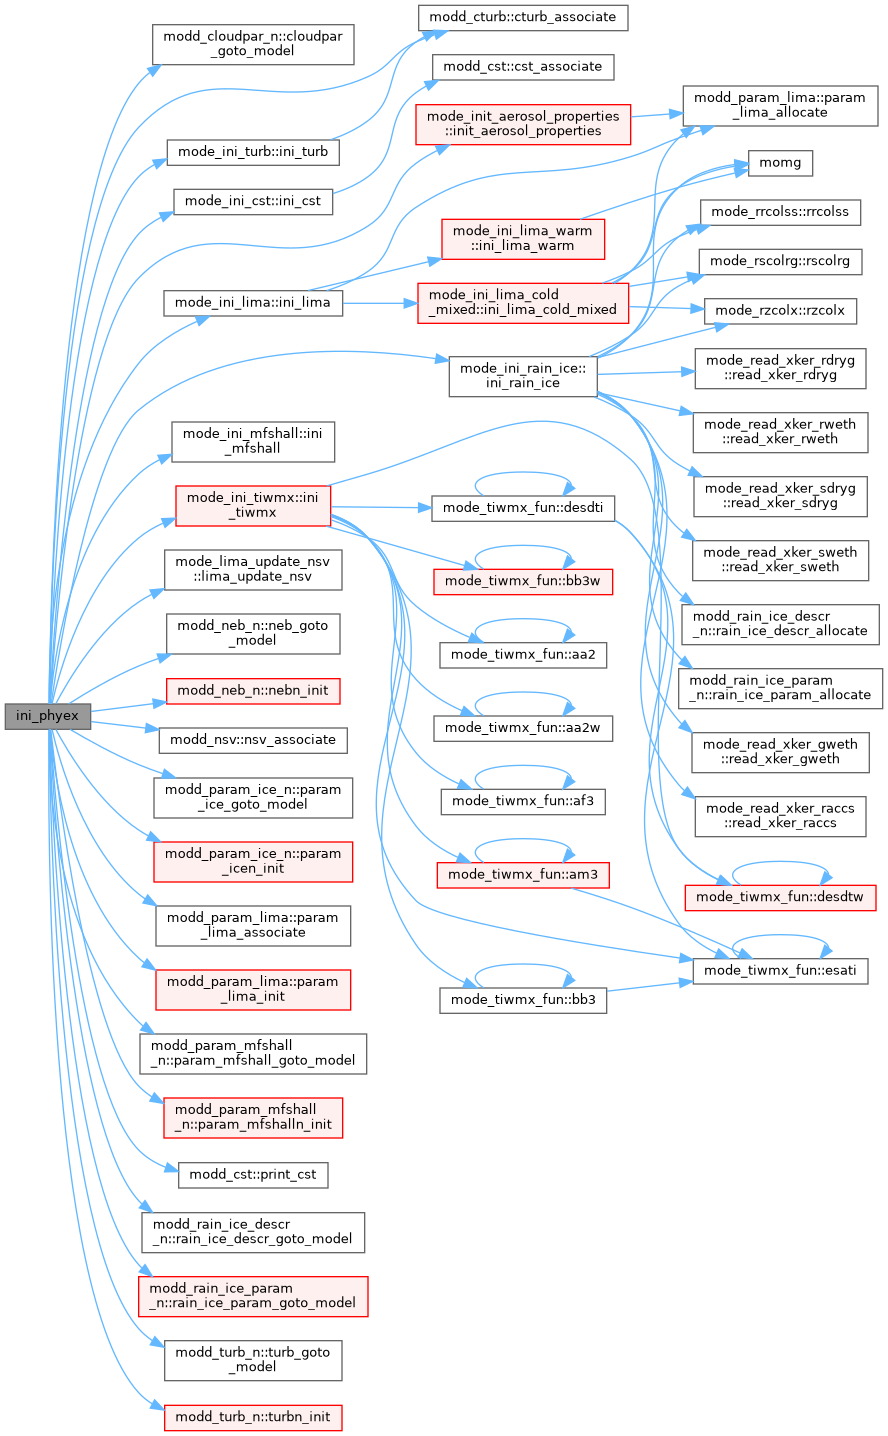 ini_phyex
modd_cloudpar_n::cloudpar
_goto_model
mode_ini_turb::ini_turb
mode_ini_cst::ini_cst
mode_ini_lima::ini_lima
mode_ini_mfshall::ini
_mfshall
mode_ini_tiwmx::ini
_tiwmx
mode_lima_update_nsv
::lima_update_nsv
modd_neb_n::neb_goto
_model
modd_neb_n::nebn_init
modd_nsv::nsv_associate
modd_param_ice_n::param
_ice_goto_model
modd_param_ice_n::param
_icen_init
modd_param_lima::param
_lima_associate
modd_param_lima::param
_lima_init
modd_param_mfshall
_n::param_mfshall_goto_model
modd_param_mfshall
_n::param_mfshalln_init
modd_cst::print_cst
modd_rain_ice_descr
_n::rain_ice_descr_goto_model
modd_rain_ice_param
_n::rain_ice_param_goto_model
modd_turb_n::turb_goto
_model
modd_turb_n::turbn_init
modd_cturb::cturb_associate
modd_cst::cst_associate
mode_init_aerosol_properties
::init_aerosol_properties
mode_ini_lima_warm
::ini_lima_warm
mode_ini_lima_cold
_mixed::ini_lima_cold_mixed
mode_ini_rain_ice::
ini_rain_ice
mode_tiwmx_fun::desdti
mode_tiwmx_fun::bb3w
mode_tiwmx_fun::aa2
mode_tiwmx_fun::aa2w
mode_tiwmx_fun::af3
mode_tiwmx_fun::am3
mode_tiwmx_fun::bb3
modd_param_lima::param
_lima_allocate
momg
mode_rrcolss::rrcolss
mode_rscolrg::rscolrg
mode_rzcolx::rzcolx
mode_read_xker_rdryg
::read_xker_rdryg
mode_read_xker_rweth
::read_xker_rweth
mode_read_xker_sdryg
::read_xker_sdryg
mode_read_xker_sweth
::read_xker_sweth
modd_rain_ice_descr
_n::rain_ice_descr_allocate
modd_rain_ice_param
_n::rain_ice_param_allocate
mode_read_xker_gweth
::read_xker_gweth
mode_read_xker_raccs
::read_xker_raccs
mode_tiwmx_fun::desdtw
mode_tiwmx_fun::esati